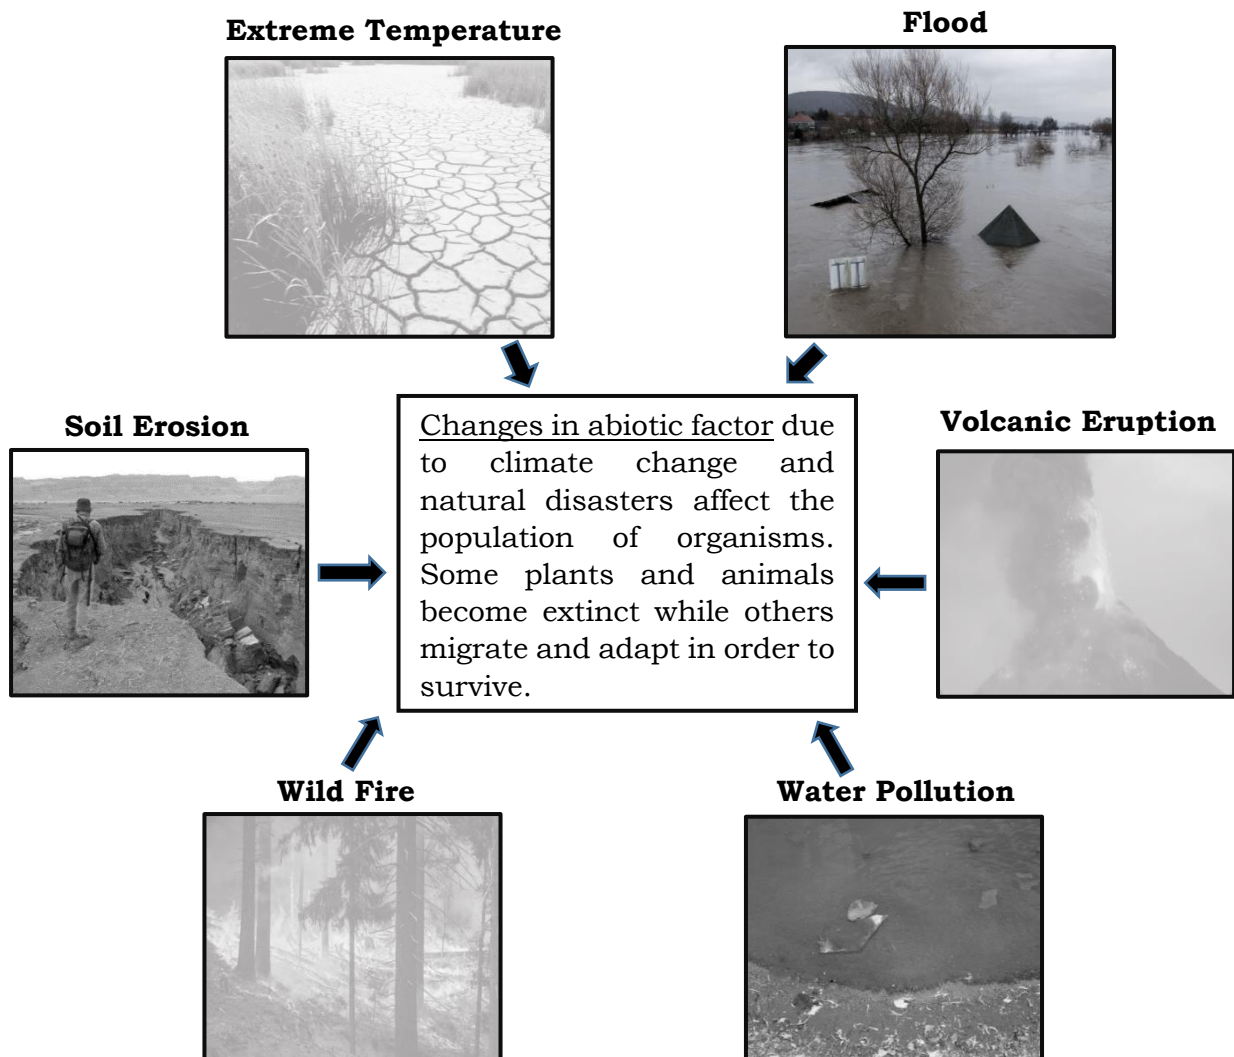 Extreme Temperature
Flood
Soil Erosion
Changes in abiotic factor due
to climate change and
natural disasters affect the
population of organisms.
Some plants and animals
become extinct while others
migrate and adapt in order to
survive.
Volcanic Eruption
Wild Fire
Water Pollution